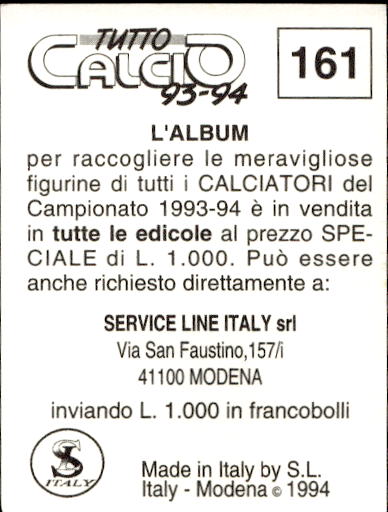 TUTTO
CALCIO
93-94
161
L'ALBUM
per raccogliere le meravigliose
figurine di tutti i CALCIATORI del
Campionato 1993-94 è in vendita
in tutte le edicole al prezzo SPE-
CIALE di L. 1.000. Può essere
anche richiesto direttamente a:
SERVICE LINE ITALY srl
Via San Faustino,157/i
41100 MODENA
inviando L. 1.000 in francobolli
SL
ITALY
Made in Italy by S.L.
Italy - Modena © 1994